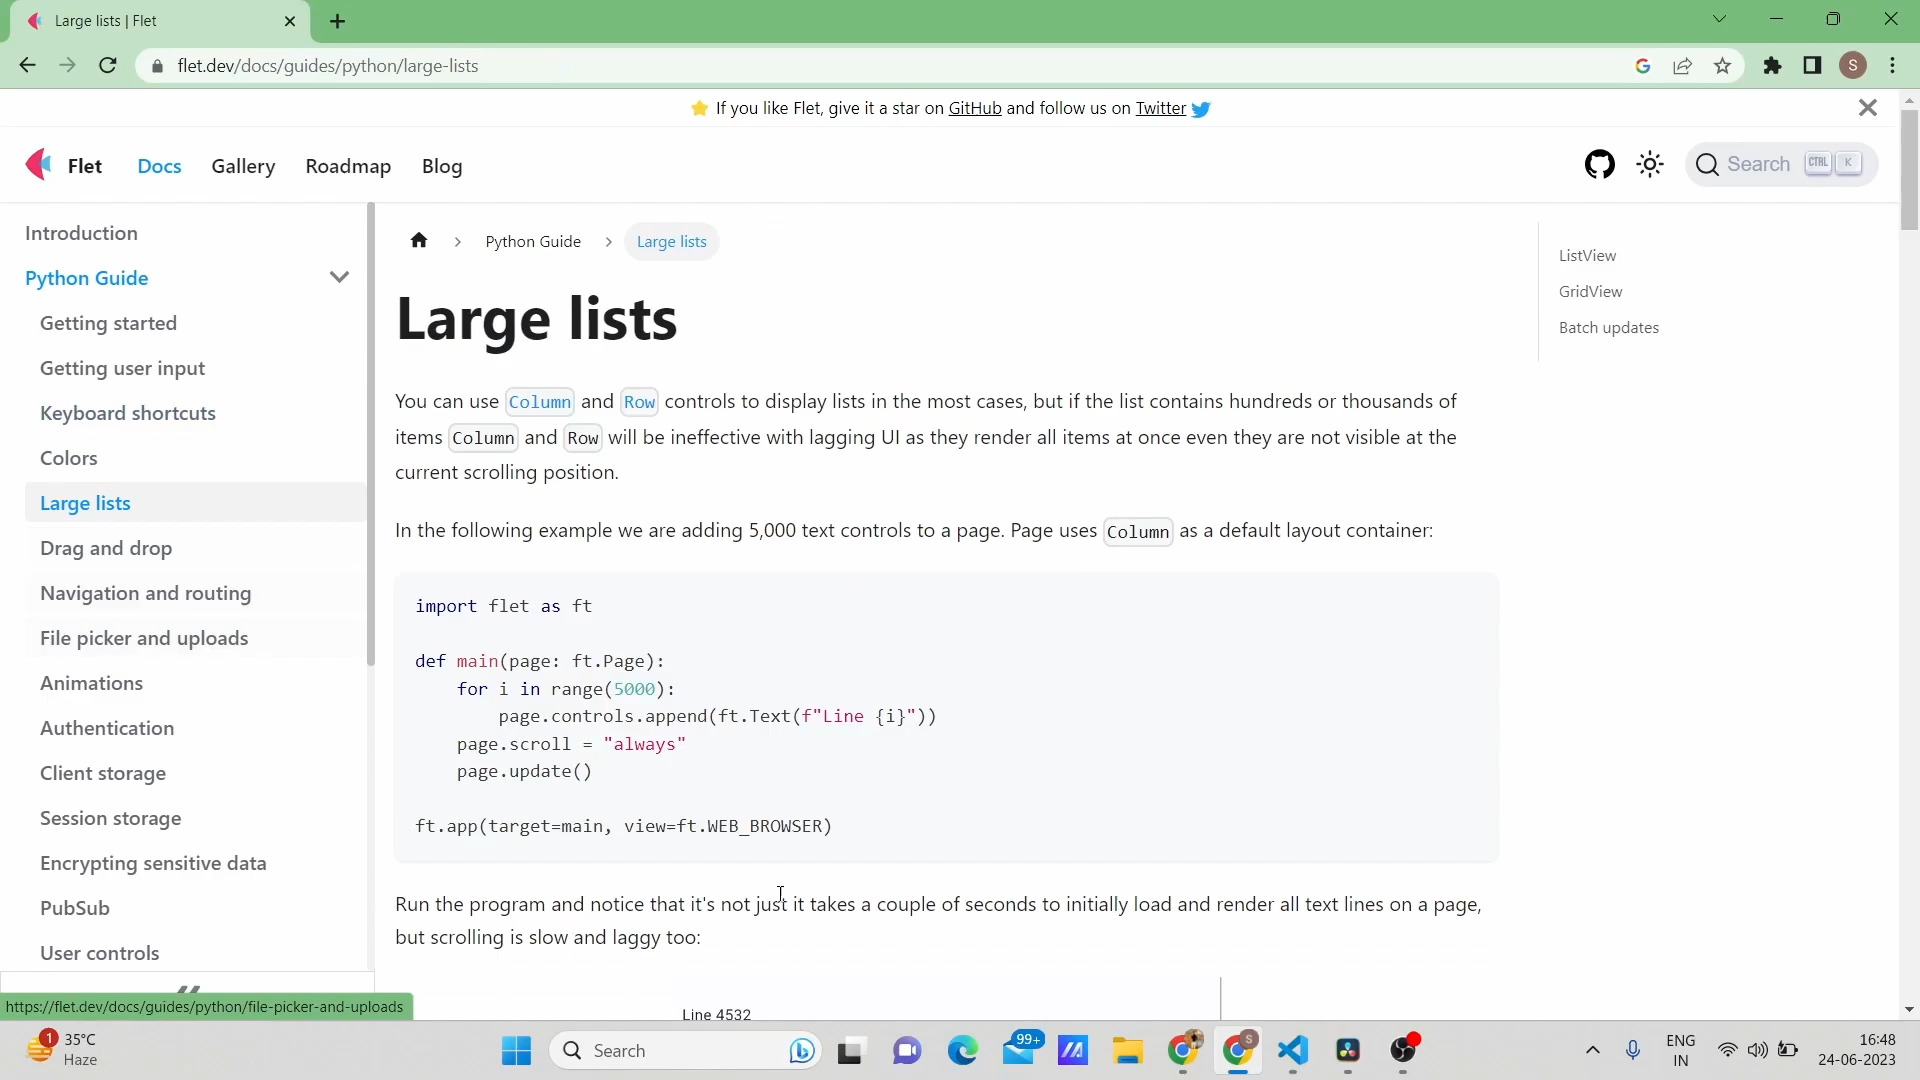 Large lists | Flet
flet.dev/docs/guides/python/large-lists
S
If you like Flet, give it a star on GitHub and follow us on Twitter
Flet
Docs
Gallery
Roadmap
Blog
Search CTRL K
Introduction
Python Guide
Getting started
Getting user input
Keyboard shortcuts
Colors
Large lists
Drag and drop
Navigation and routing
File picker and uploads
Animations
Authentication
Client storage
Session storage
Encrypting sensitive data
PubSub
User controls
Python Guide
Large lists
Large lists
You can use Column and Row controls to display lists in the most cases, but if the list contains hundreds or thousands of
items Column and Row will be ineffective with lagging UI as they render all items at once even they are not visible at the
current scrolling position.
In the following example we are adding 5,000 text controls to a page. Page uses Column as a default layout container:
import flet as ft
def main(page: ft.Page):
    for i in range(5000):
        page.controls.append(ft.Text(f"Line {i}"))
    page.scroll = "always"
    page.update()
ft.app(target=main, view=ft.WEB_BROWSER)
Run the program and notice that it's not just it takes a couple of seconds to initially load and render all text lines on a page,
but scrolling is slow and laggy too:
Line 4532
ListView
GridView
Batch updates
https://flet.dev/docs/guides/python/file-picker-and-uploads
1
35°C
Haze
Search
99+
S
ENG
IN
16:48
24-06-2023